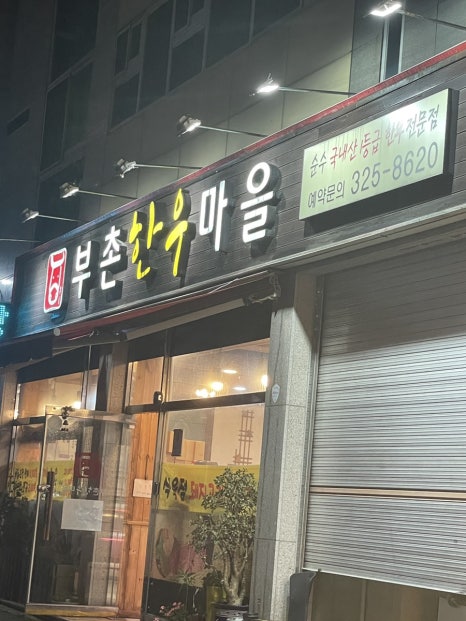 부촌한우마을
순수 국내산 1등급 한우 전문점
예약문의 325-8620